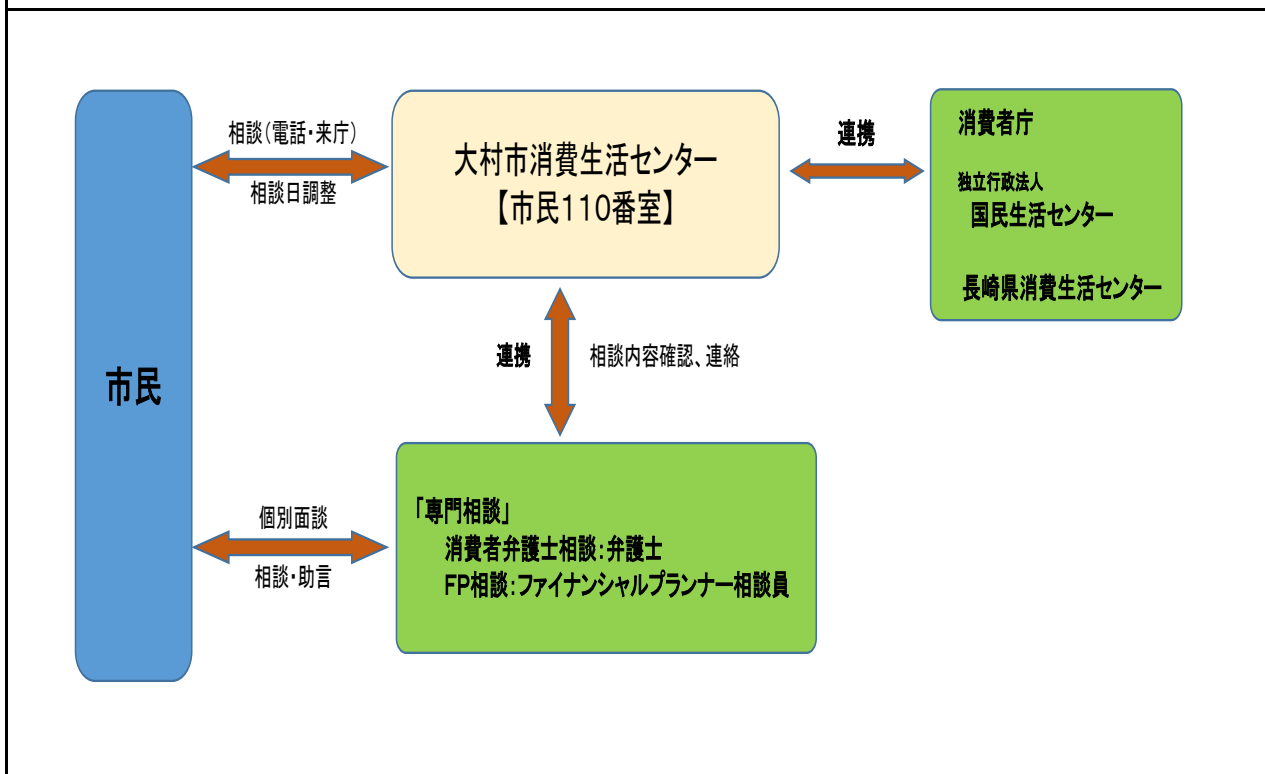 市民
相談(電話・来庁)
相談日調整
大村市消費生活センター
【市民110番室】
連携
消費者庁
独立行政法人
国民生活センター
長崎県消費生活センター
連携
相談内容確認、連絡
個別面談
相談・助言
「専門相談」
消費者弁護士相談:弁護士
FP相談:ファイナンシャルプランナー相談員